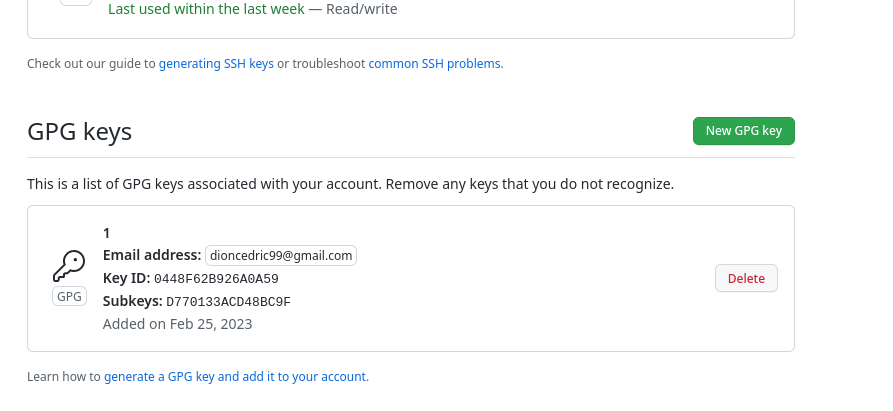 Last used within the last week — Read/write
Check out our guide to generating SSH keys or troubleshoot common SSH problems.
GPG keys
New GPG key
This is a list of GPG keys associated with your account. Remove any keys that you do not recognize.
1
Email address: dioncedric99@gmail.com
Key ID: 0448F62B926A0A59
GPG
Subkeys: D770133ACD48BC9F
Added on Feb 25, 2023
Delete
Learn how to generate a GPG key and add it to your account.